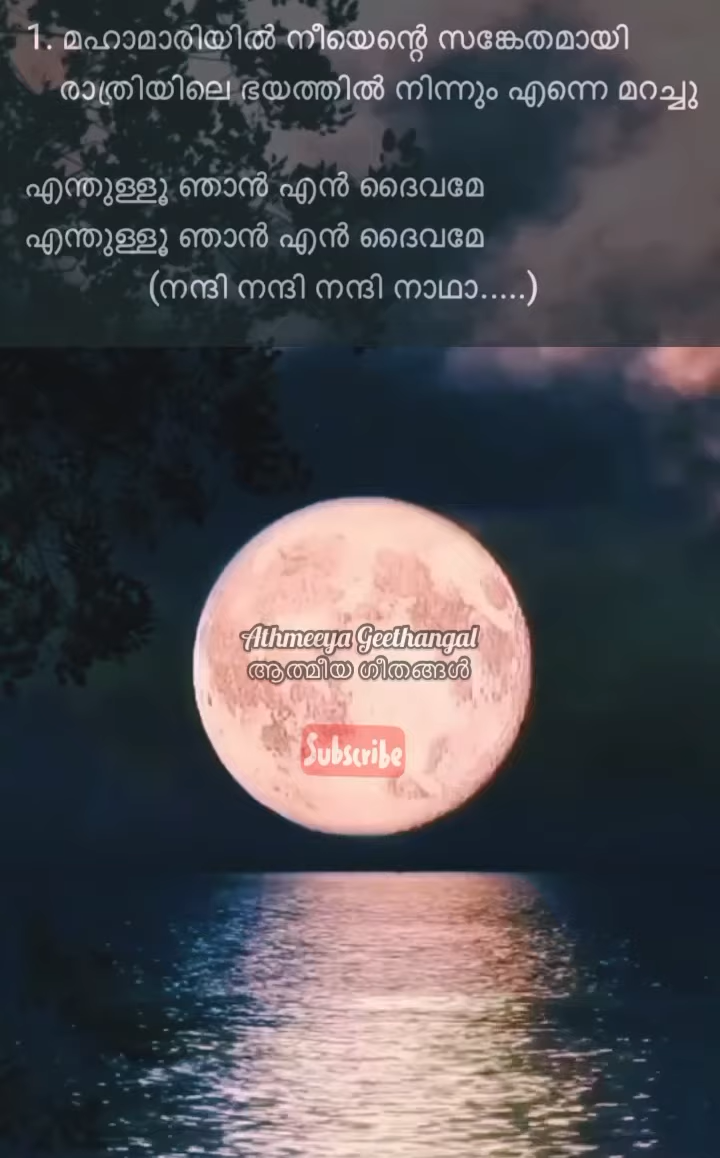 1. മഹാമാരിയിൽ നീയെന്റെ സങ്കേതമായി
രാത്രിയിലെ ഭയത്തിൽ നിന്നും എന്നെ മറച്ചു
എന്തുള്ളൂ ഞാൻ എൻ ദൈവമേ
എന്തുള്ളൂ ഞാൻ എൻ ദൈവമേ
(നന്ദി നന്ദി നന്ദി നാഥാ.....)
Athmeeya Geethangal
ആത്മീയ ഗീതങ്ങൾ
Subscribe